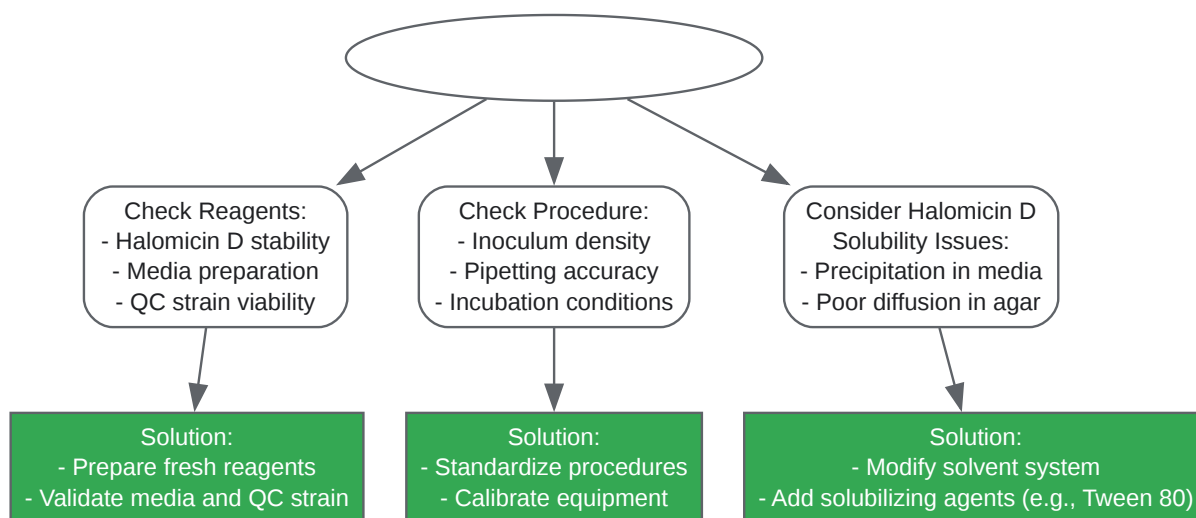 Check Reagents:
- Halomicin D stability
- Media preparation
- QC strain viability
Check Procedure:
- Inoculum density
- Pipetting accuracy
- Incubation conditions
Consider Halomicin D
Solubility Issues:
- Precipitation in media
- Poor diffusion in agar
Solution:
- Prepare fresh reagents
- Validate media and QC strain
Solution:
- Standardize procedures
- Calibrate equipment
Solution:
- Modify solvent system
- Add solubilizing agents (e.g., Tween 80)